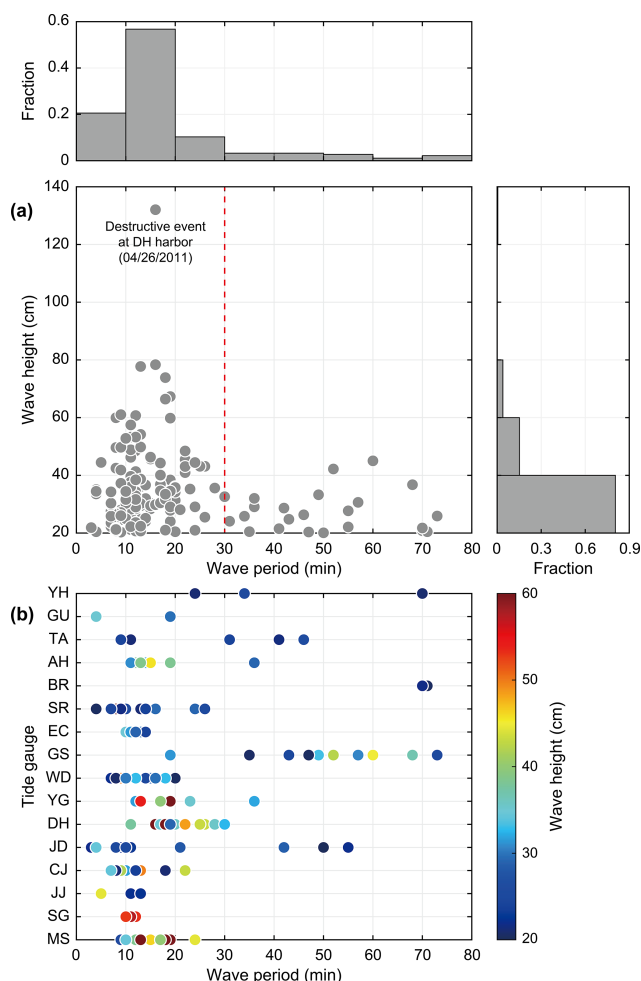 0.6
0.4
0.2
0
Fraction
(a)
140
120
100
80
60
40
20
Wave height (cm)
Destructive event
at DH harbor
(04/26/2011)
0 10 20 30 40 50 60 70 80
Wave period (min)
0 0.3 0.6 0.9
Fraction
(b)
YH
GU
TA
AH
BR
SR
EC
GS
WD
YG
DH
JD
CJ
JJ
SG
MS
Tide gauge
0 10 20 30 40 50 60 70 80
Wave period (min)
60
50
40
30
20
Wave height (cm)